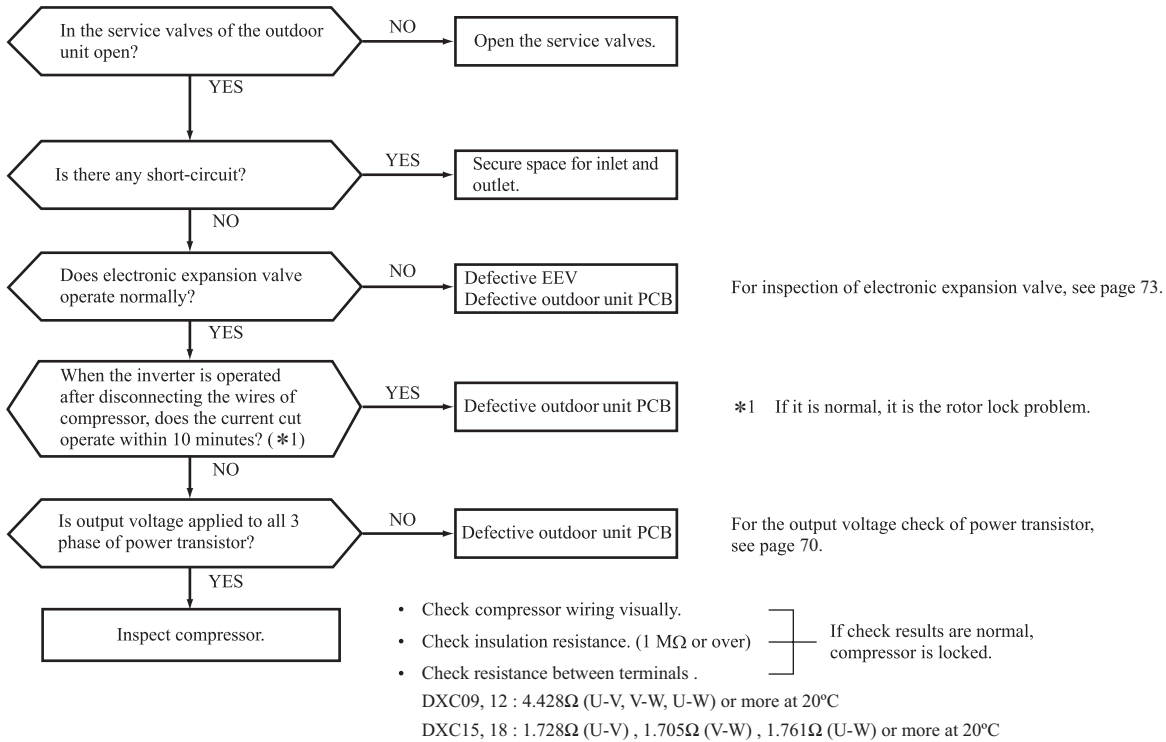 In the service valves of the outdoor
unit open?
NO
Open the service valves.
YES
Is there any short-circuit?
YES
Secure space for inlet and
outlet.
NO
Does electronic expansion valve
operate normally?
NO
Defective EEV
Defective outdoor unit PCB
For inspection of electronic expansion valve, see page 73.
YES
When the inverter is operated
after disconnecting the wires of
compressor, does the current cut
operate within 10 minutes? (＊1)
YES
Defective outdoor unit PCB
＊1 If it is normal, it is the rotor lock problem.
NO
Is output voltage applied to all 3
phase of power transistor?
NO
Defective outdoor unit PCB
For the output voltage check of power transistor,
see page 70.
YES
Inspect compressor.
• Check compressor wiring visually.
• Check insulation resistance. (1 MΩ or over)
• Check resistance between terminals .
If check results are normal,
compressor is locked.
DXC09, 12 : 4.428Ω (U-V, V-W, U-W) or more at 20ºC
DXC15, 18 : 1.728Ω (U-V) , 1.705Ω (V-W) , 1.761Ω (U-W) or more at 20ºC